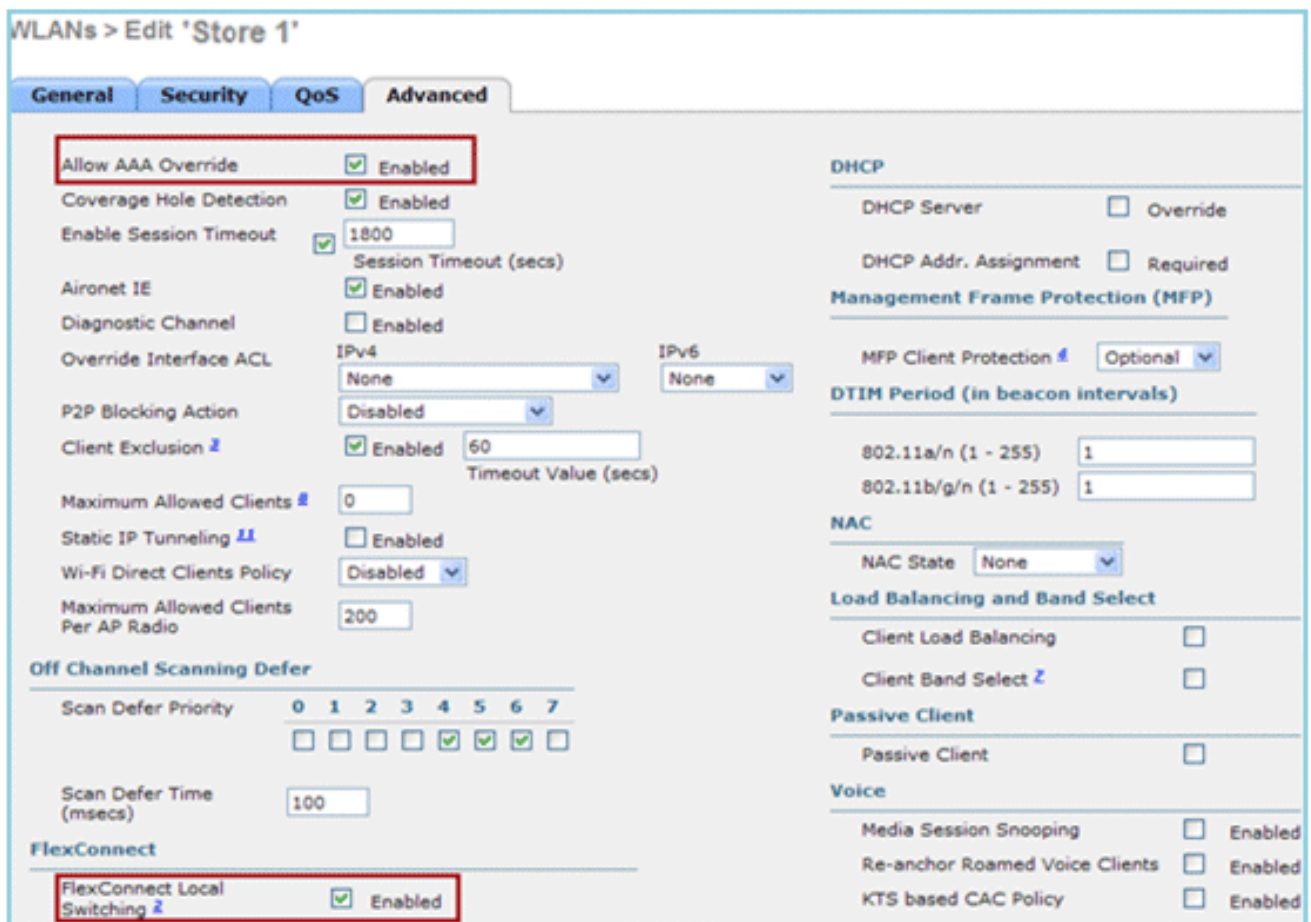 WLANs > Edit 'Store 1'
General Security QoS Advanced
Allow AAA Override Enabled
Coverage Hole Detection Enabled
Enable Session Timeout 1800
Session Timeout (secs)
Aironet IE Enabled
Diagnostic Channel Enabled
Override Interface ACL IPv4 IPv6
None None
P2P Blocking Action Disabled
Client Exclusion 3 Enabled 60
Timeout Value (secs)
Maximum Allowed Clients 8 0
Static IP Tunneling 11 Enabled
Wi-Fi Direct Clients Policy Disabled
Maximum Allowed Clients
Per AP Radio 200
Off Channel Scanning Defer
Scan Defer Priority 0 1 2 3 4 5 6 7
Scan Defer Time
(msecs) 100
FlexConnect
FlexConnect Local
Switching 2 Enabled
DHCP
DHCP Server Override
DHCP Addr. Assignment Required
Management Frame Protection (MFP)
MFP Client Protection 4 Optional
DTIM Period (in beacon intervals)
802.11a/n (1 - 255) 1
802.11b/g/n (1 - 255) 1
NAC
NAC State None
Load Balancing and Band Select
Client Load Balancing
Client Band Select 7
Passive Client
Passive Client
Voice
Media Session Snooping Enabled
Re-anchor Roamed Voice Clients Enabled
KTS based CAC Policy Enabled